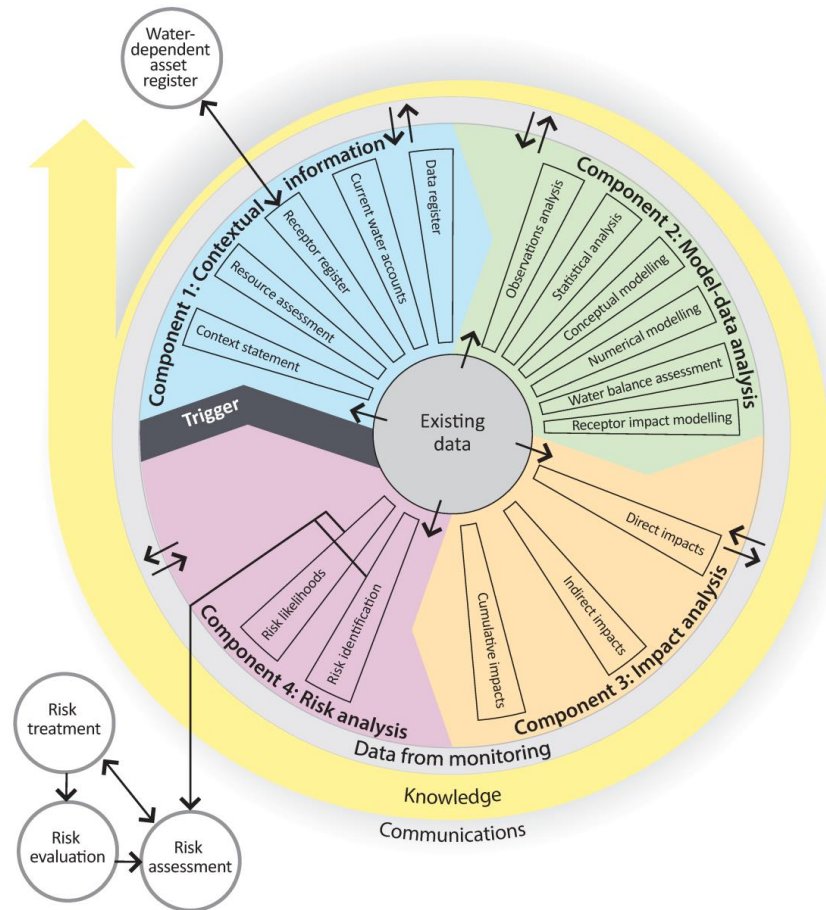 Water-
dependent
asset
register
Component 1: Contextual information
Context statement
Resource assessment
Receptor register
Current water accounts
Data register
Component 2: Model-data analysis
Observations analysis
Statistical analysis
Conceptual modelling
Numerical modelling
Water balance assessment
Receptor impact modelling
Trigger
Existing
data
Component 3: Impact analysis
Direct impacts
Indirect impacts
Cumulative impacts
Component 4: Risk analysis
Risk identification
Risk likelihoods
Data from monitoring
Knowledge
Communications
Risk
treatment
Risk
evaluation
Risk
assessment